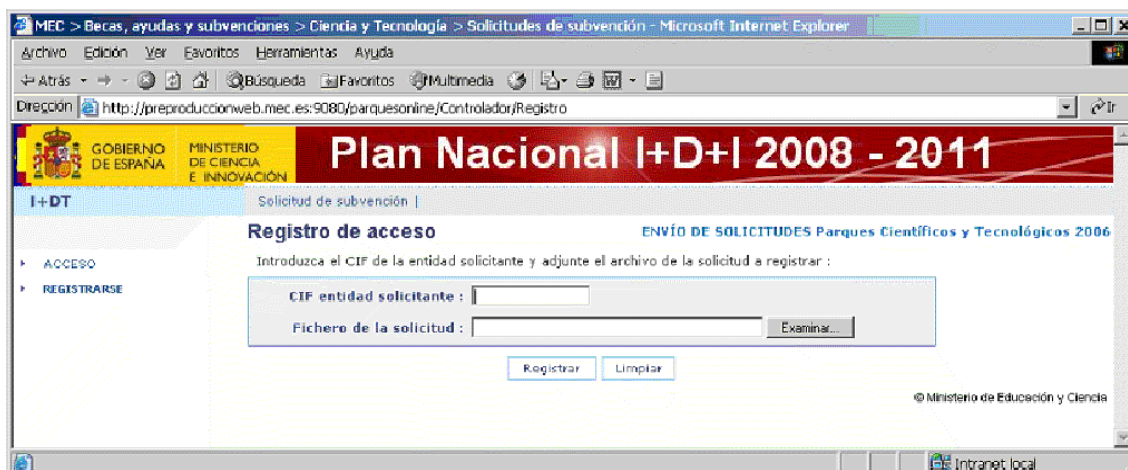 MEC > Becas, ayudas y subvenciones > Ciencia y Tecnología > Solicitudes de subvención - Microsoft Internet Explorer
Archivo Edición Ver Favoritos Herramientas Ayuda
Atrás Búsqueda Favoritos Multimedia
Dirección http://preproduccionweb.mec.es:9080/parquesonline/Controlador/Registro Ir
GOBIERNO DE ESPAÑA
MINISTERIO DE CIENCIA E INNOVACIÓN
Plan Nacional I+D+I 2008 - 2011
I+DT
Solicitud de subvención |
Registro de acceso
ENVÍO DE SOLICITUDES Parques Científicos y Tecnológicos 2006
ACCESO
REGISTRARSE
Introduzca el CIF de la entidad solicitante y adjunte el archivo de la solicitud a registrar :
CIF entidad solicitante :
Fichero de la solicitud : Examinar...
Registrar Limpiar
© Ministerio de Educación y Ciencia
Intranet local